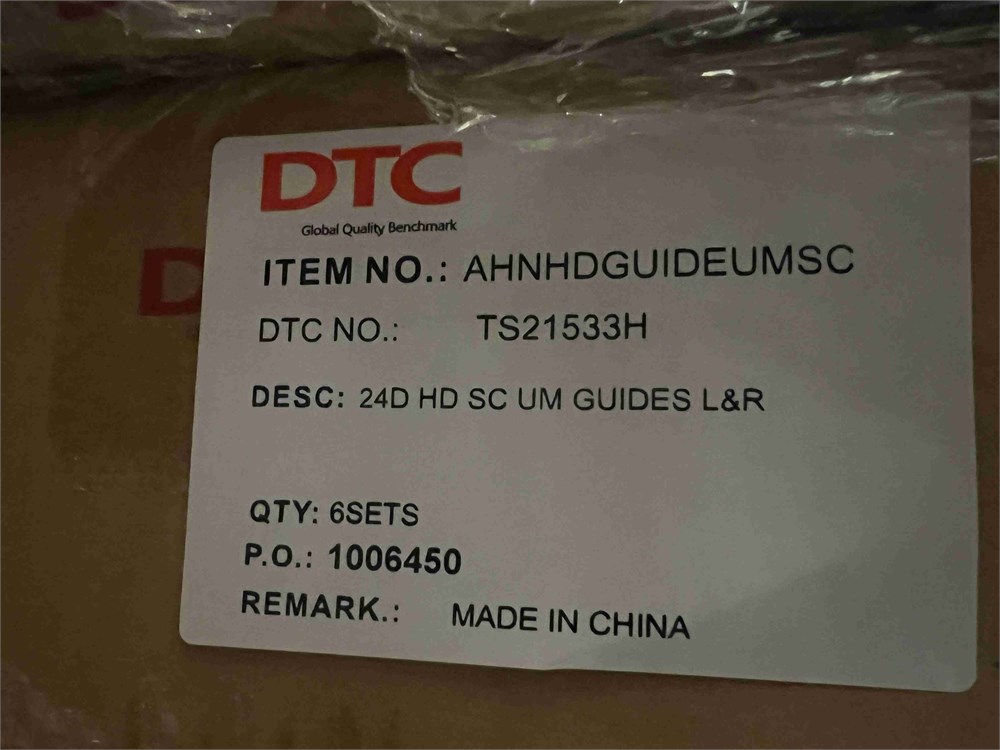 DTC
Global Quality Benchmark
ITEM NO.: AHNHDGUIDEUMSC
DTC NO.: TS21533H
DESC: 24D HD SC UM GUIDES L&R
QTY: 6SETS
P.O.: 1006450
REMARK.: MADE IN CHINA
D